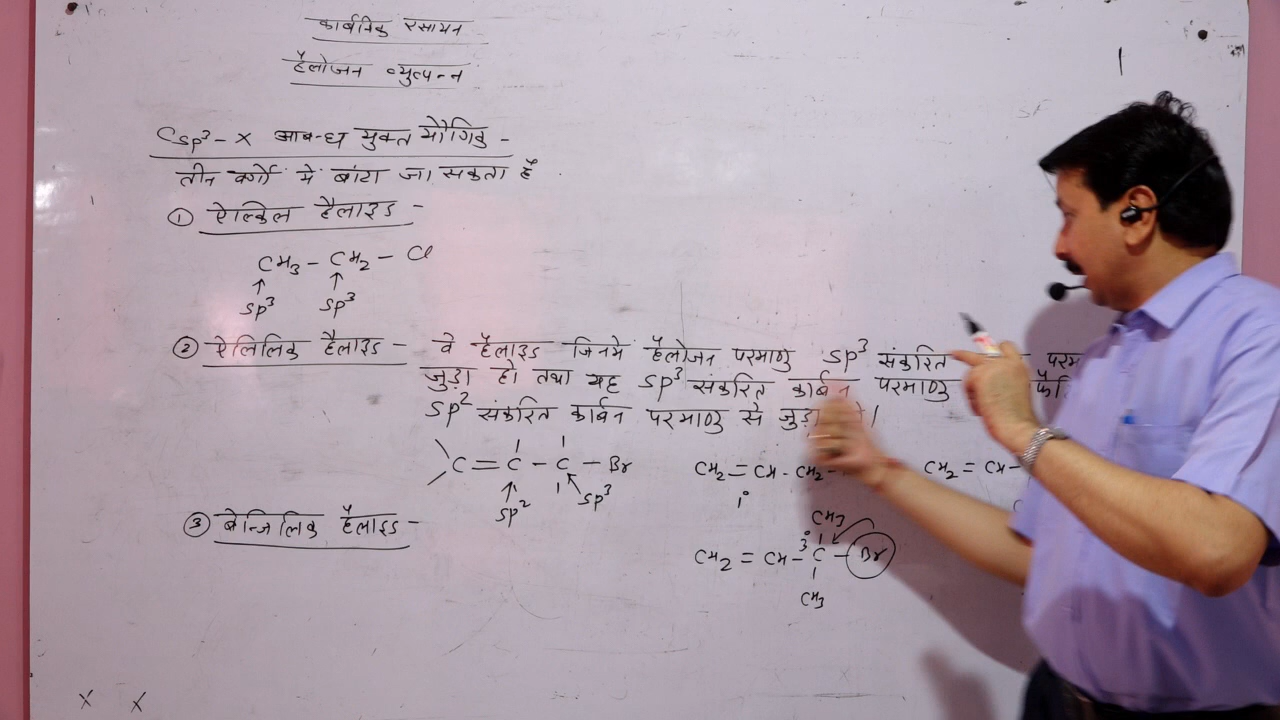 कार्बनिक रसायन
हैलोजन व्युत्पन्न
Csp³ - X आबन्ध युक्त यौगिक -
तीन वर्गों मे बांटा जा सकता है
① ऐल्किल हैलाइड -
CH₃ - CH₂ - Cl
↑ ↑
sp³ sp³
② ऐलिलिक हैलाइड - वे हैलाइड जिनमे हैलोजन परमाणु sp³ संकरित
जुड़ा हो तथा यह sp³ संकरित कार्बन परमाणु
sp² संकरित कार्बन परमाणु से जुड़ा
C = C - C - Br
sp² sp³
CH₂ = CH - CH₂ -
1°
CH₂ = CH -
③ बेन्जिलिक हैलाइड -
CH₃
3°
CH₂ = CH - C - Br
CH₃
X X